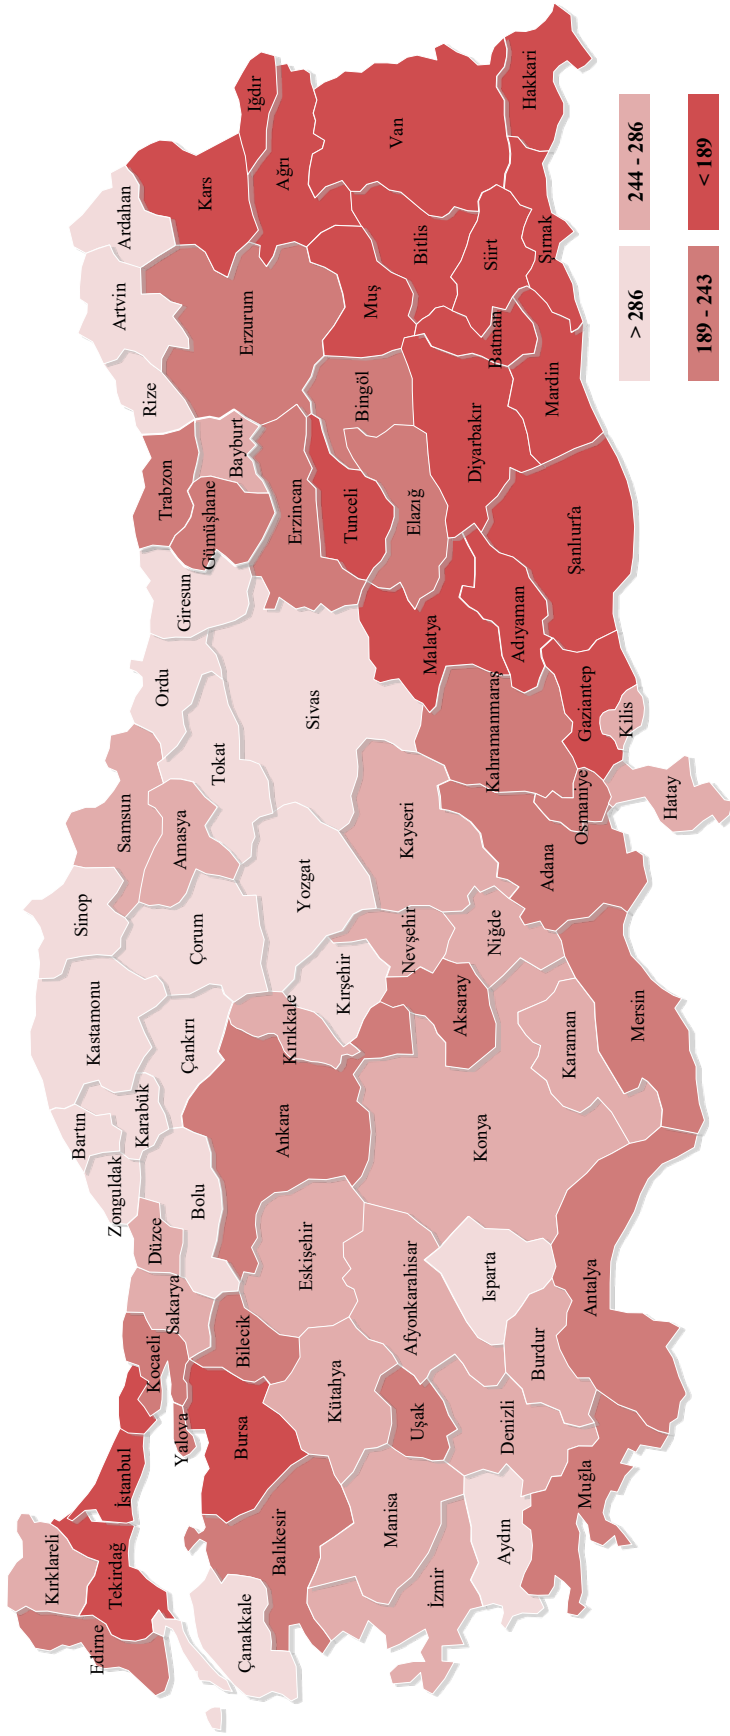 Kırklareli
Edirne
Tekirdağ
İstanbul
Kocaeli
Yalova
Sakarya
Düzce
Zonguldak
Bartın
Karabük
Kastamonu
Sinop
Samsun
Ordu
Giresun
Trabzon
Rize
Artvin
Ardahan
Çanakkale
Balıkesir
Bursa
Bilecik
Bolu
Çankırı
Çorum
Amasya
Tokat
Gümüşhane
Bayburt
Erzurum
Kars
Iğdır
Ağrı
Kütahya
Eskişehir
Ankara
Kırıkkale
Kırşehir
Yozgat
Sivas
Erzincan
Tunceli
Bingöl
Muş
Bitlis
Van
Manisa
İzmir
Uşak
Afyonkarahisar
Konya
Aksaray
Nevşehir
Niğde
Kayseri
Malatya
Elazığ
Diyarbakır
Batman
Siirt
Şırnak
Hakkari
Aydın
Denizli
Muğla
Burdur
Isparta
Antalya
Karaman
Mersin
Adana
Osmaniye
Kahramanmaraş
Adıyaman
Gaziantep
Kilis
Hatay
Şanlıurfa
Mardin
> 286
244 - 286
189 - 243
< 189